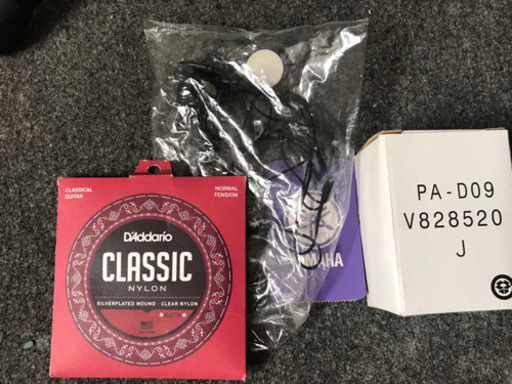 CLASSICAL
GUITAR
NORMAL
TENSION
D'Addario
CLASSIC
NYLON
SILVERPLATED WOUND · CLEAR NYLON
YAMAHA
PA-D09
V828520
J